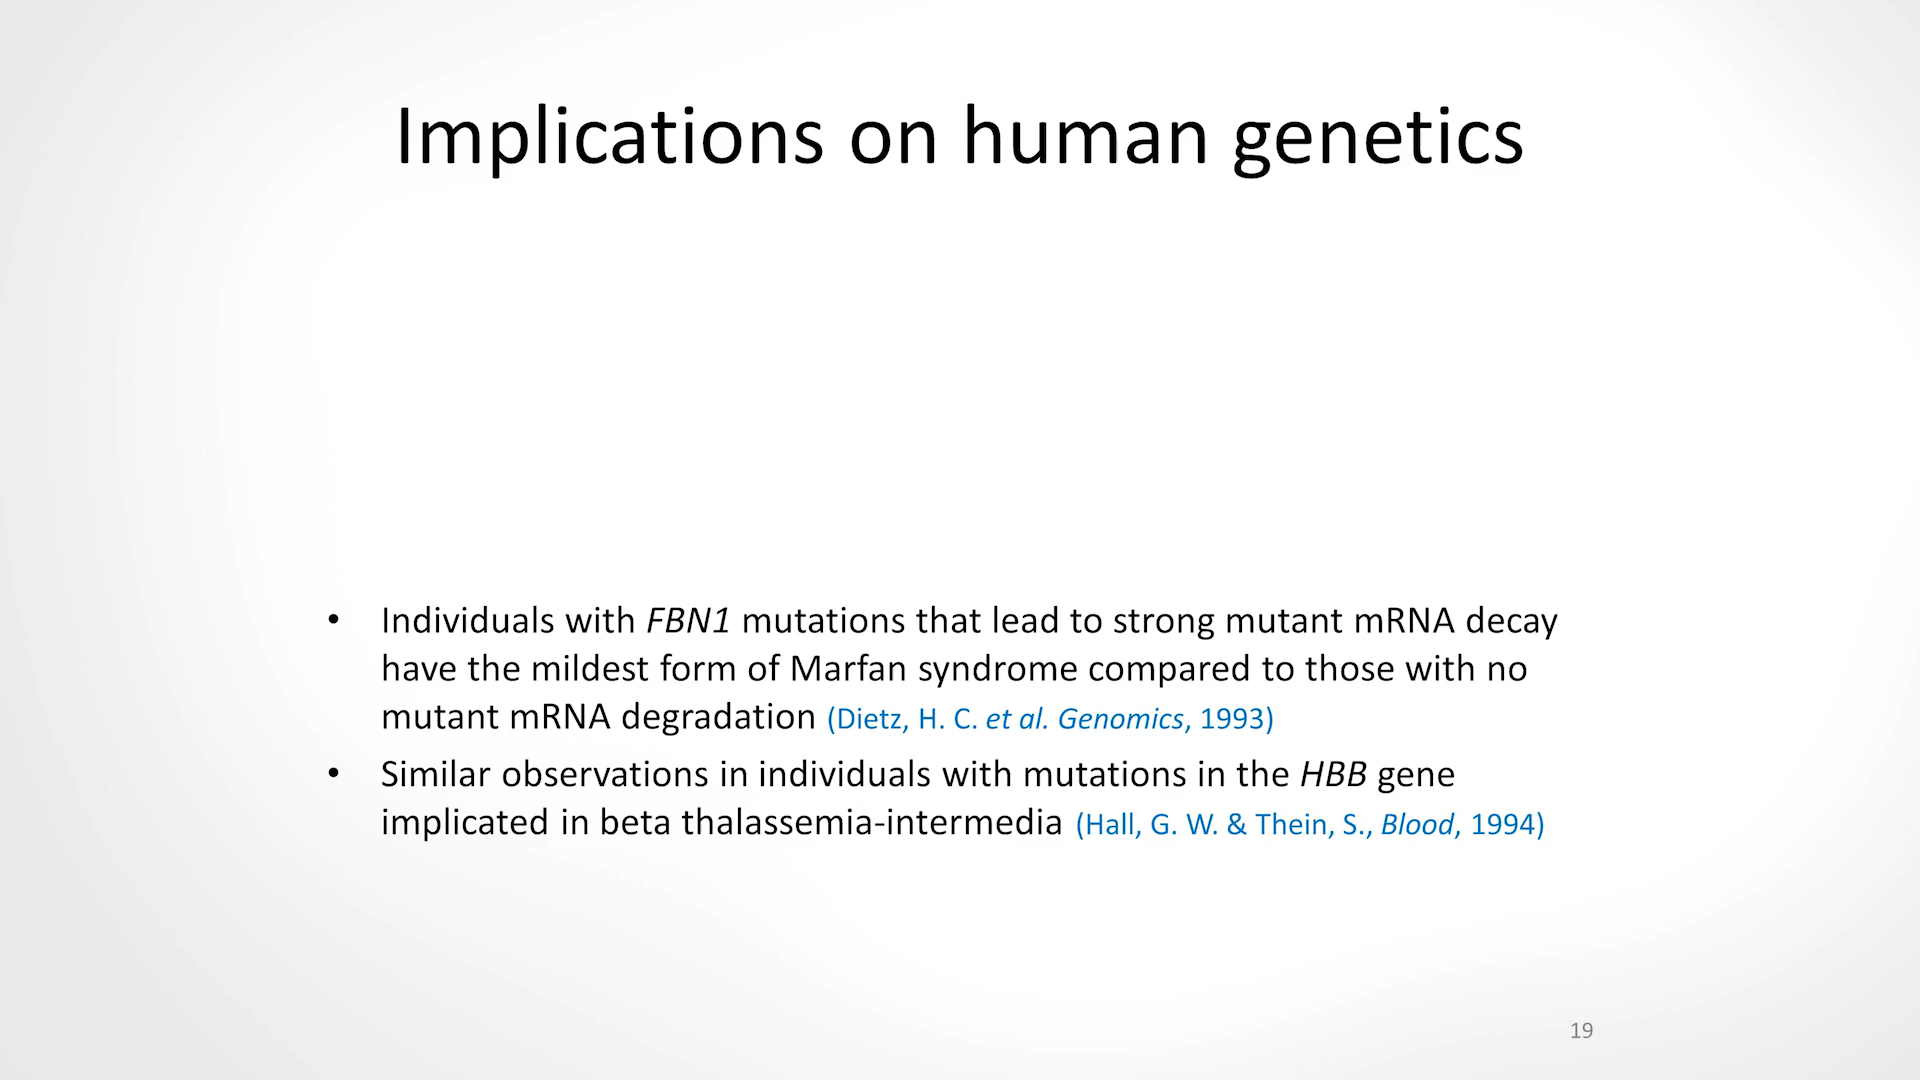 Implications on human genetics
• Individuals with FBN1 mutations that lead to strong mutant mRNA decay
have the mildest form of Marfan syndrome compared to those with no
mutant mRNA degradation (Dietz, H. C. et al. Genomics, 1993)
• Similar observations in individuals with mutations in the HBB gene
implicated in beta thalassemia-intermedia (Hall, G. W. & Thein, S., Blood, 1994)
19